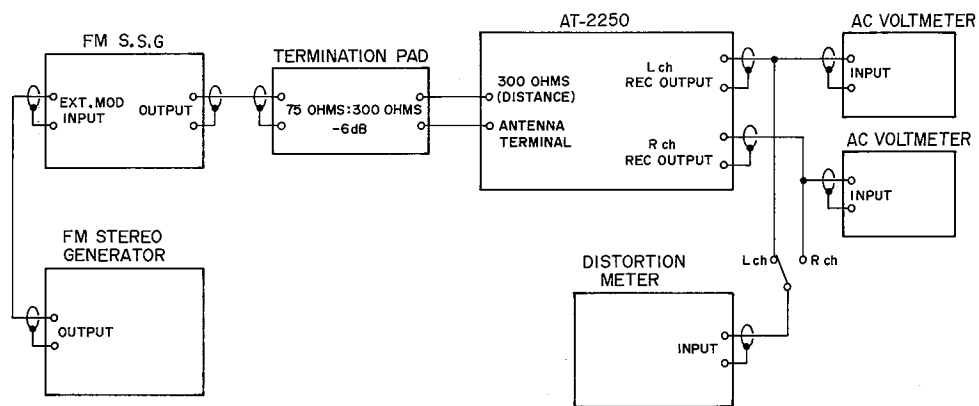 FM S.S.G
EXT. MOD
INPUT
OUTPUT
TERMINATION PAD
75 OHMS:300 OHMS
-6dB
AT-2250
300 OHMS
(DISTANCE)
ANTENNA
TERMINAL
L ch
REC OUTPUT
R ch
REC OUTPUT
AC VOLTMETER
INPUT
AC VOLTMETER
INPUT
FM STEREO
GENERATOR
OUTPUT
DISTORTION
METER
INPUT
L ch
R ch